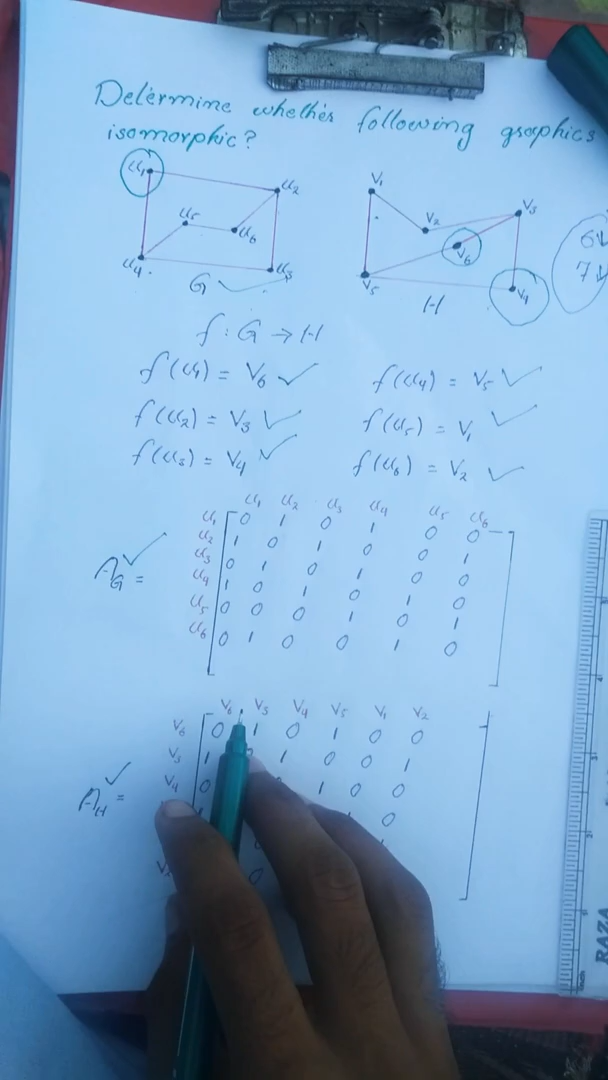 Determine whether following graphics
isomorphic?
u1 u2 u5 u6 u4 u3
G
V1 V2 V3 V6 V5 V4
H
6
7
f : G → H
f(u1) = V6 ✓ f(u4) = V5 ✓
f(u2) = V3 ✓ f(u5) = V1 ✓
f(u3) = V4 ✓ f(u6) = V2 ✓
u1 u2 u3 u4 u5 u6
u1 0 1 0 1 0 0
u2 1 0 1 0 0 1
u3 0 1 0 1 0 0
AG =
u4 1 0 1 0 1 0
u5 0 0 0 1 0 1
u6 0 1 0 0 1 0
V6 V3 V4 V5 V1 V2
V6 0 1 0 1 0 0
V3 1 1 0 0 1
V4 0 1 0 0
AH =
0
RAZA